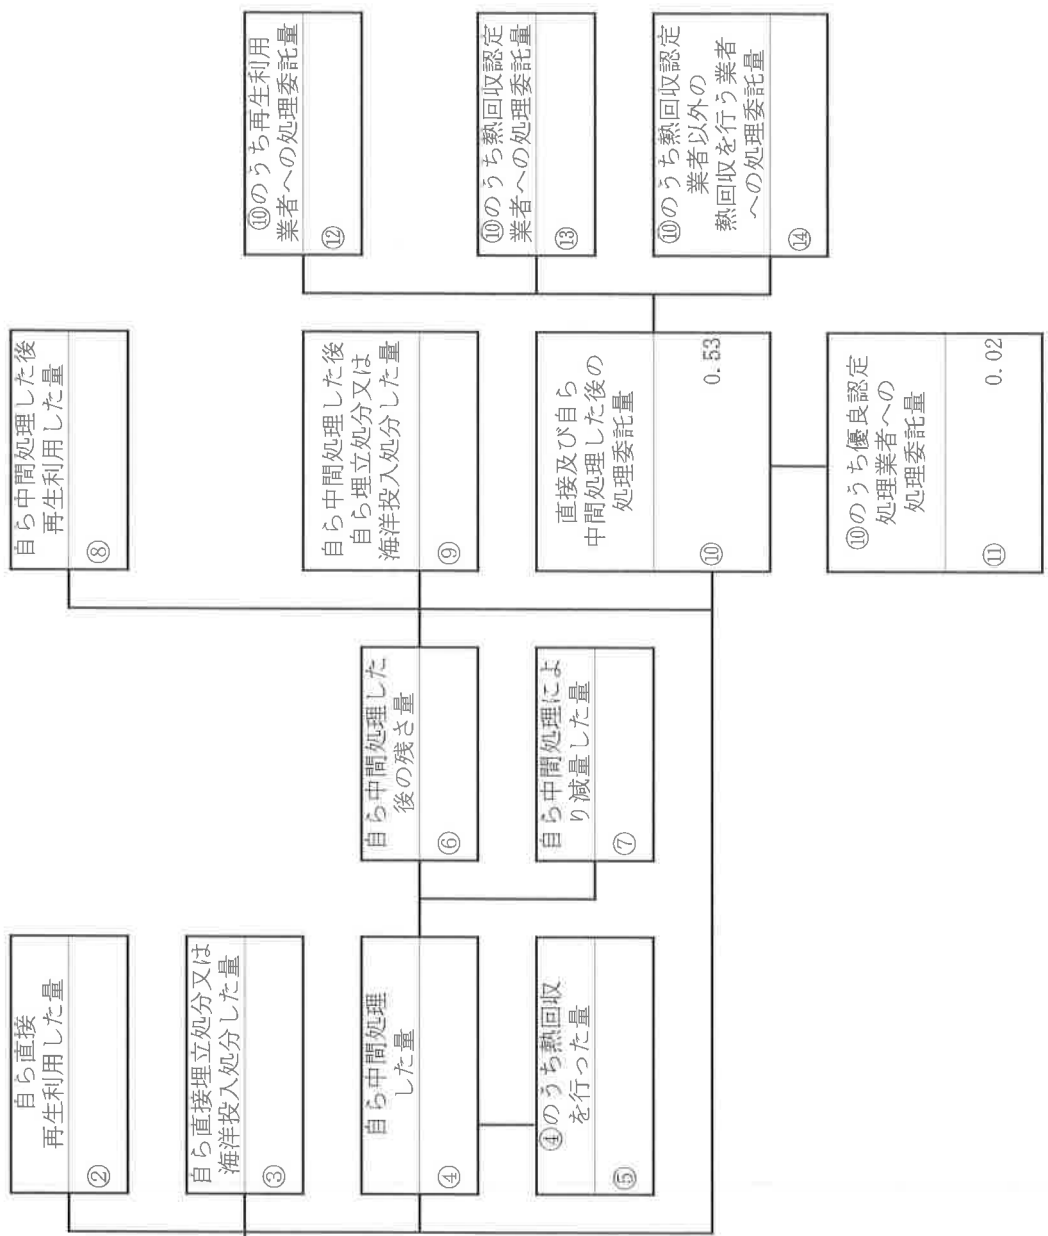 自ら直接
再生利用した量
②
自ら直接埋立処分又は
海洋投入処分した量
③
自ら中間処理
した量
④
④のうち熱回収
を行った量
⑤
自ら中間処理した
後の残さ量
⑥
自ら中間処理によ
り減量した量
⑦
自ら中間処理した後
再生利用した量
⑧
自ら中間処理した後
自ら埋立処分又は
海洋投入処分した量
⑨
直接及び自ら
中間処理した後の
処理委託量
⑩
0.53
⑩のうち優良認定
処理業者への
処理委託量
⑪
0.02
⑩のうち再生利用
業者への処理委託量
⑫
⑩のうち熱回収認定
業者への処理委託量
⑬
⑩のうち熱回収認定
業者以外の
熱回収を行う業者
への処理委託量
⑭